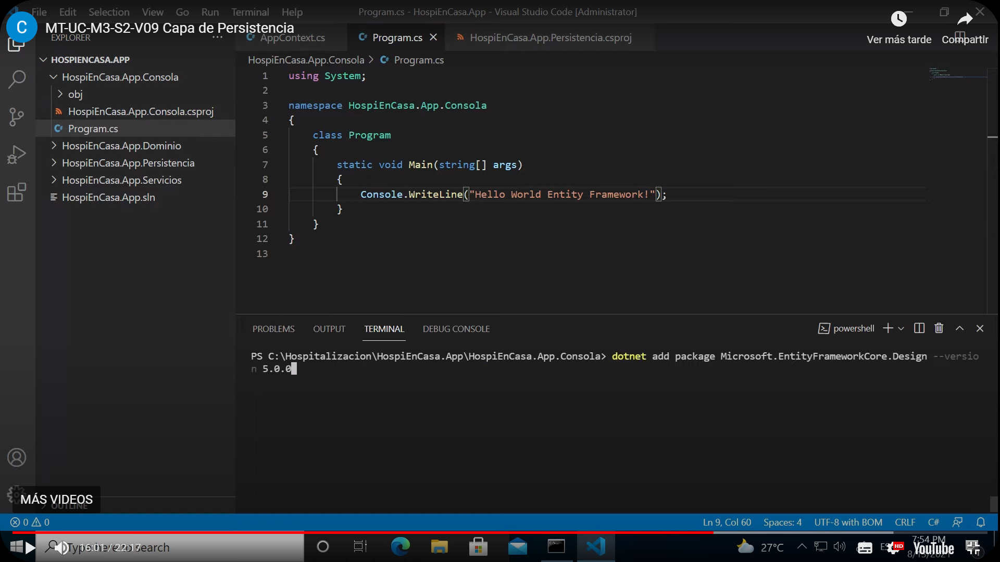 File Edit Selection View Go Run Terminal Help
Program.cs - HospiEnCasa.App - Visual Studio Code [Administrator]
C
MT-UC-M3-S2-V09 Capa de Persistencia
Ver más tarde
Compartir
EXPLORER
AppContext.cs
Program.cs
HospiEnCasa.App.Persistencia.csproj
HOSPIENCASA.APP
HospiEnCasa.App.Consola
obj
HospiEnCasa.App.Consola.csproj
Program.cs
HospiEnCasa.App.Dominio
HospiEnCasa.App.Persistencia
HospiEnCasa.App.Servicios
HospiEnCasa.App.sln
HospiEnCasa.App.Consola > Program.cs
1 using System;
2
3 namespace HospiEnCasa.App.Consola
4 {
5 class Program
6 {
7 static void Main(string[] args)
8 {
9 Console.WriteLine("Hello World Entity Framework!");
10 }
11 }
12 }
13
PROBLEMS OUTPUT TERMINAL DEBUG CONSOLE
powershell
PS C:\Hospitalizacion\HospiEnCasa.App\HospiEnCasa.App.Consola> dotnet add package Microsoft.EntityFrameworkCore.Design --versio
n 5.0.0
MÁS VIDEOS
OUTLINE
0 0
Ln 9, Col 60 Spaces: 4 UTF-8 with BOM CRLF C#
Type here to search
16:01 / 22:17
27°C
HD
YouTube
7:54 PM